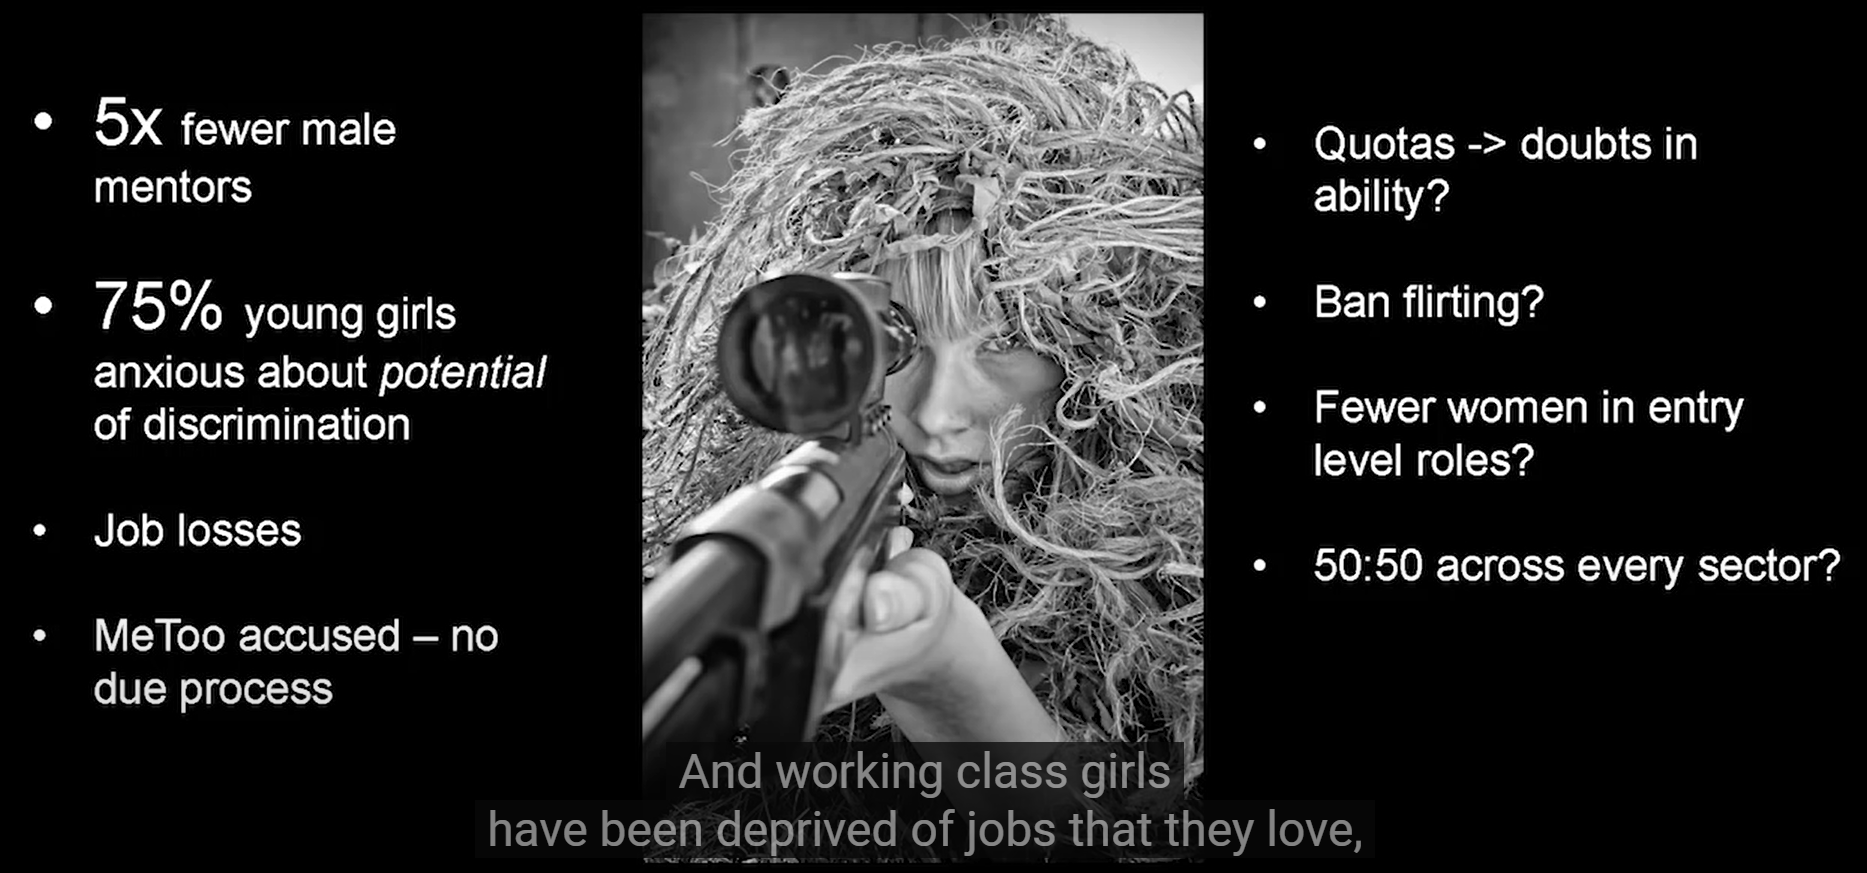 • 5x fewer male
mentors
• 75% young girls
anxious about potential
of discrimination
• Job losses
• MeToo accused – no
due process
• Quotas -> doubts in
ability?
• Ban flirting?
• Fewer women in entry
level roles?
• 50:50 across every sector?
And working class girls
have been deprived of jobs that they love,